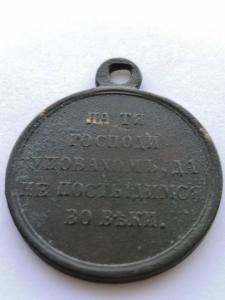 НА ТЯ
ГОСПОДИ
УПОВАХОМЪ, ДА
НЕ ПОСТЫДИМСЯ
ВО ВѢКИ.